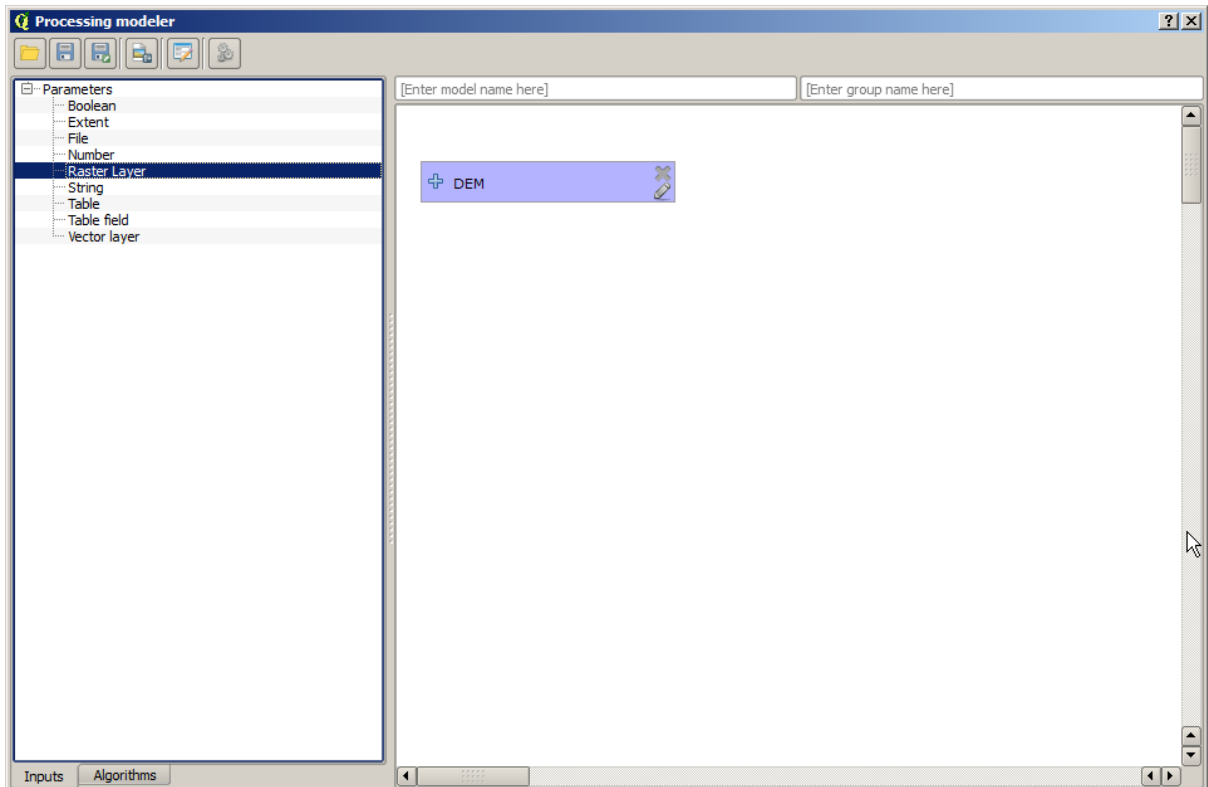 Processing modeler
Parameters
Boolean
Extent
File
Number
Raster Layer
String
Table
Table field
Vector layer
Inputs Algorithms
[Enter model name here] [Enter group name here]
DEM